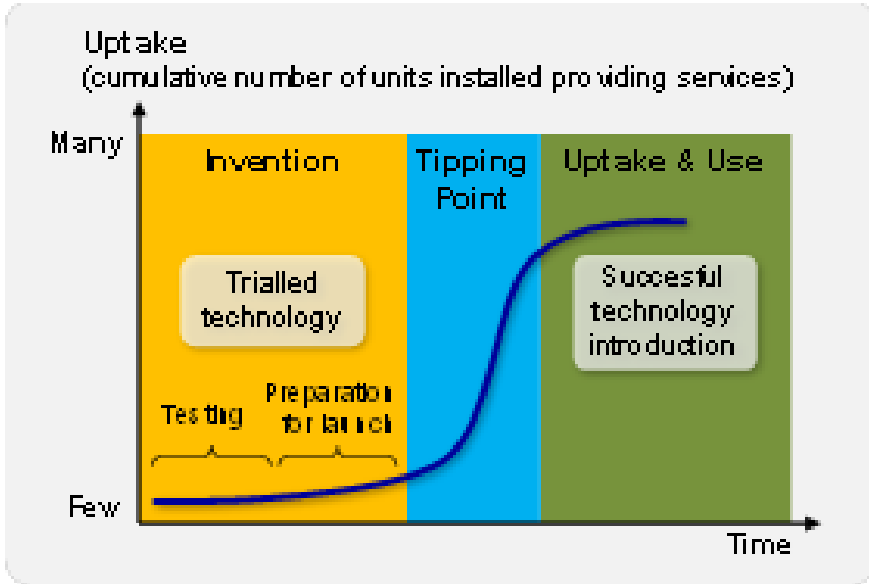 Uptake
(cumulative number of units installed providing services)
Many
Invention
Tipping
Point
Uptake & Use
Trialled
technology
Succesful
technology
introduction
Testing
Preparation
for launch
Few
Time